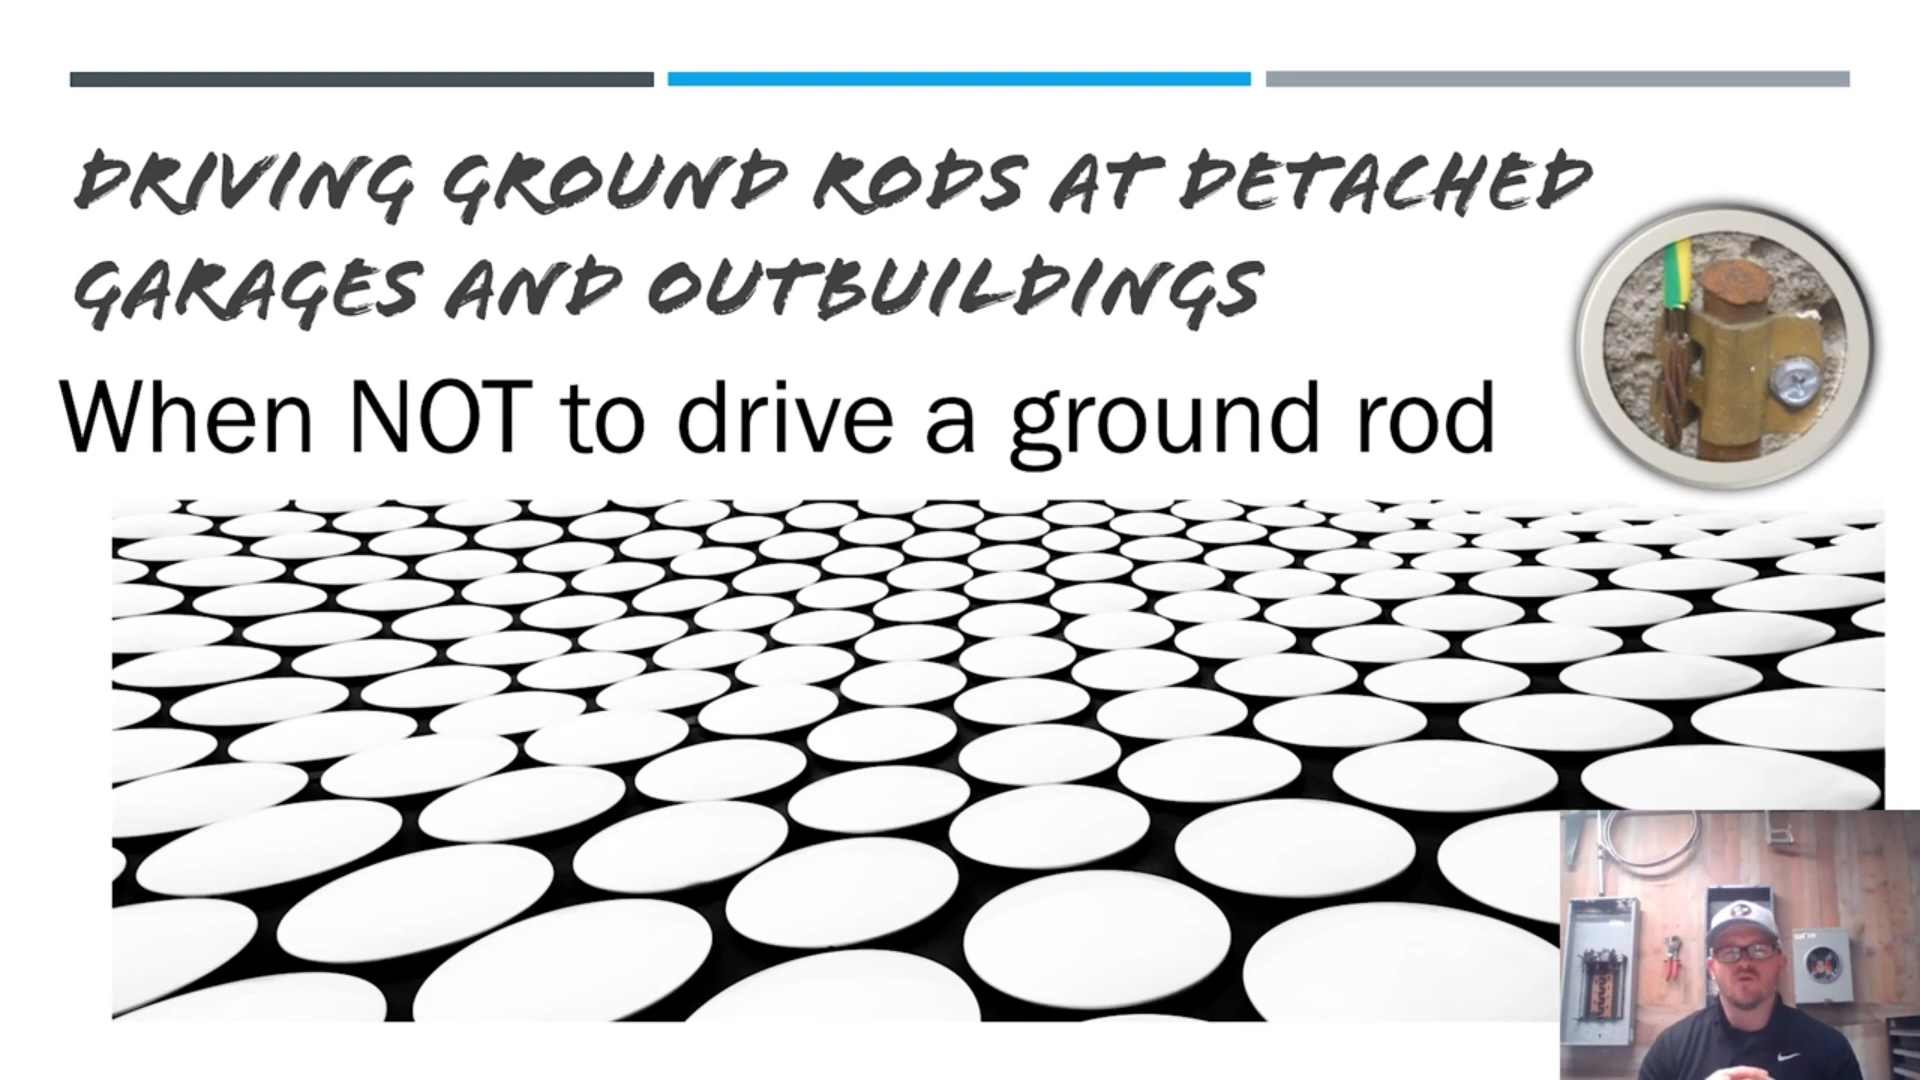 DRIVING GROUND RODS AT DETACHED
GARAGES AND OUTBUILDINGS
When NOT to drive a ground rod